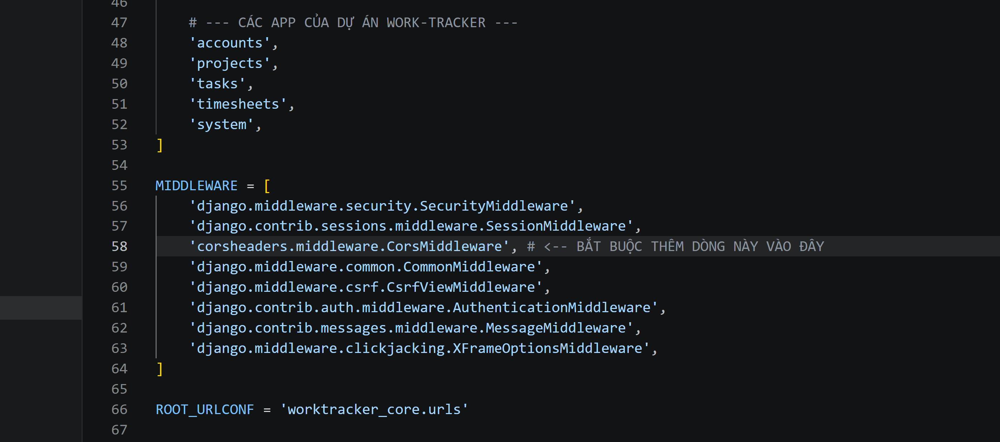 46
47 # --- CÁC APP CỦA DỰ ÁN WORK-TRACKER ---
48 'accounts',
49 'projects',
50 'tasks',
51 'timesheets',
52 'system',
53 ]
54
55 MIDDLEWARE = [
56 'django.middleware.security.SecurityMiddleware',
57 'django.contrib.sessions.middleware.SessionMiddleware',
58 'corsheaders.middleware.CorsMiddleware', # <-- BẮT BUỘC THÊM DÒNG NÀY VÀO ĐÂY
59 'django.middleware.common.CommonMiddleware',
60 'django.middleware.csrf.CsrfViewMiddleware',
61 'django.contrib.auth.middleware.AuthenticationMiddleware',
62 'django.contrib.messages.middleware.MessageMiddleware',
63 'django.middleware.clickjacking.XFrameOptionsMiddleware',
64 ]
65
66 ROOT_URLCONF = 'worktracker_core.urls'
67